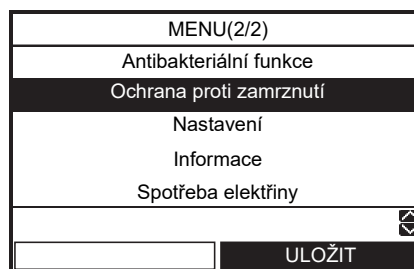 MENU(2/2)
Antibakteriální funkce
Ochrana proti zamrznutí
Nastavení
Informace
Spotřeba elektřiny
ULOŽIT